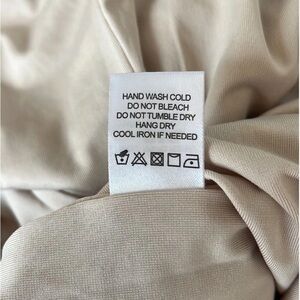 HAND WASH COLD
DO NOT BLEACH
DO NOT TUMBLE DRY
HANG DRY
COOL IRON IF NEEDED